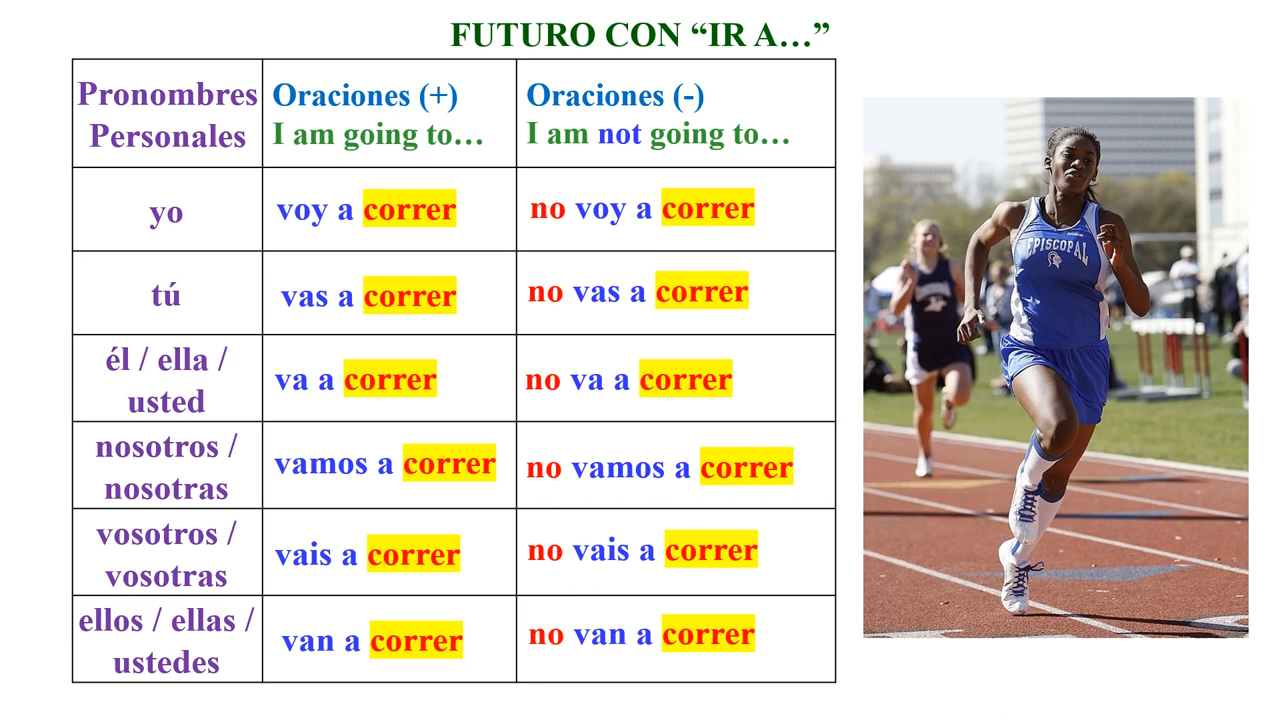 FUTURO CON “IR A…”
Pronombres
Personales
Oraciones (+)
I am going to…
Oraciones (-)
I am not going to…
yo
voy a correr
no voy a correr
tú
vas a correr
no vas a correr
él / ella /
usted
va a correr
no va a correr
nosotros /
nosotras
vamos a correr
no vamos a correr
vosotros /
vosotras
vais a correr
no vais a correr
ellos / ellas /
ustedes
van a correr
no van a correr
EPISCOPAL